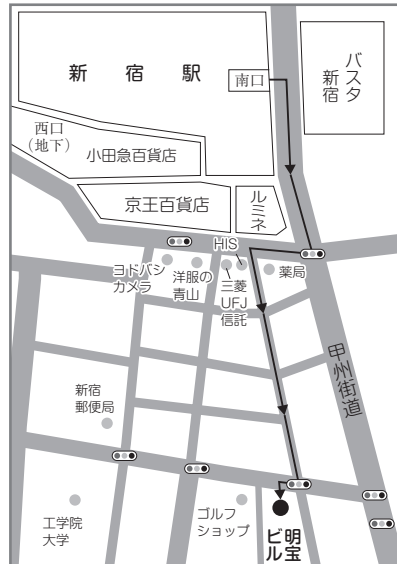 新宿駅
南口
バスタ
新宿
西口
（地下）
小田急百貨店
京王百貨店
ルミネ
HIS
ヨドバシ
カメラ
洋服の
青山
三菱
UFJ
信託
薬局
甲州街道
新宿
郵便局
工学院
大学
ゴルフ
ショップ
明宝
ビル